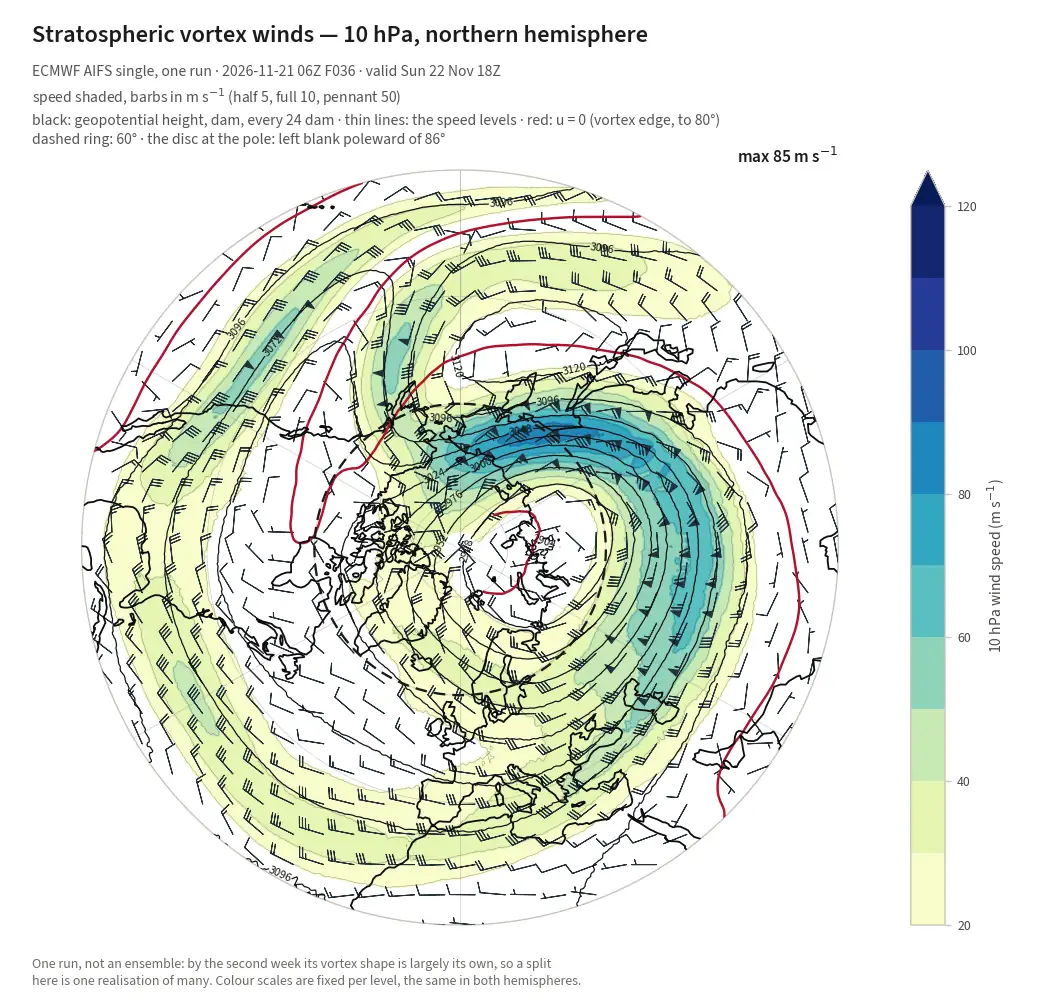 Stratospheric vortex winds — 10 hPa, northern hemisphere
ECMWF AIFS single, one run · 2026-11-21 06Z F036 · valid Sun 22 Nov 18Z
speed shaded, barbs in m s⁻¹ (half 5, full 10, pennant 50)
black: geopotential height, dam, every 24 dam · thin lines: the speed levels · red: u = 0 (vortex edge, to 80°)
dashed ring: 60° · the disc at the pole: left blank poleward of 86°
max 85 m s⁻¹
3096
3096
3096
3120
3120
3096
3096
3096
120
100
80
60
40
20
10 hPa wind speed (m s⁻¹)
One run, not an ensemble: by the second week its vortex shape is largely its own, so a split
here is one realisation of many. Colour scales are fixed per level, the same in both hemispheres.